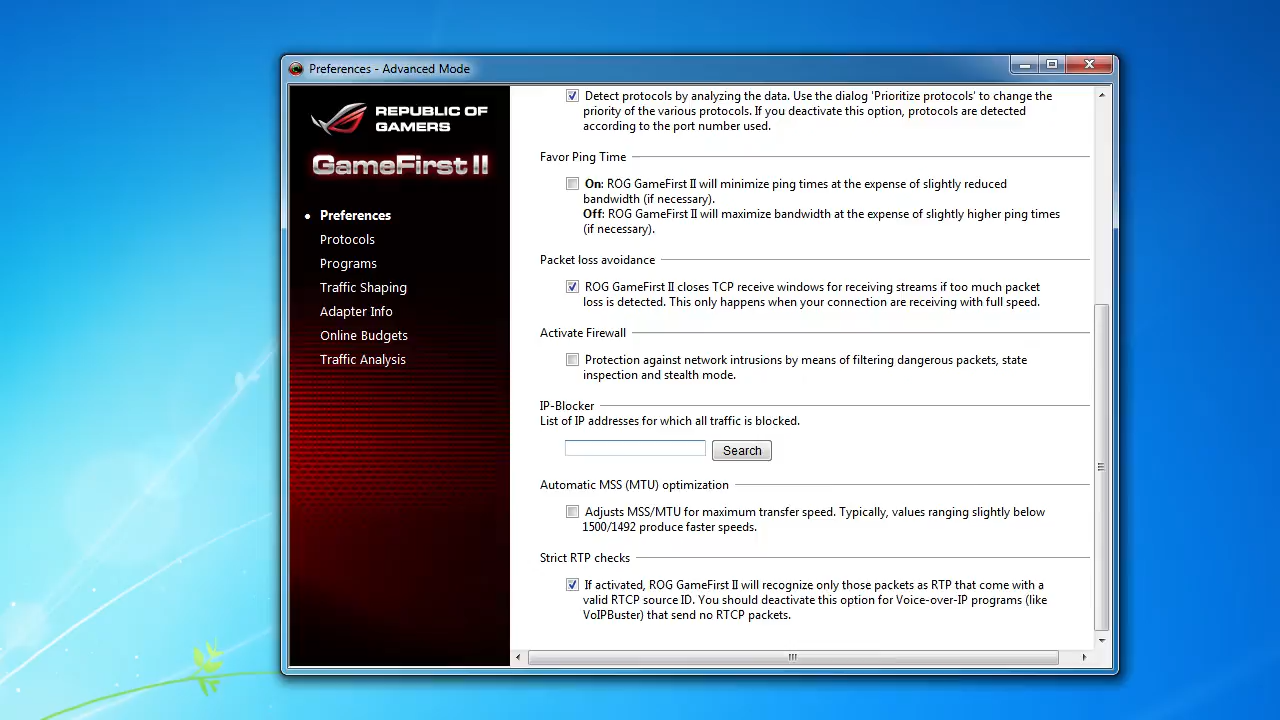 Preferences - Advanced Mode
REPUBLIC OF
GAMERS
GameFirst II
Preferences
Protocols
Programs
Traffic Shaping
Adapter Info
Online Budgets
Traffic Analysis
Detect protocols by analyzing the data. Use the dialog 'Prioritize protocols' to change the
priority of the various protocols. If you deactivate this option, protocols are detected
according to the port number used.
Favor Ping Time
On: ROG GameFirst II will minimize ping times at the expense of slightly reduced
bandwidth (if necessary).
Off: ROG GameFirst II will maximize bandwidth at the expense of slightly higher ping times
(if necessary).
Packet loss avoidance
ROG GameFirst II closes TCP receive windows for receiving streams if too much packet
loss is detected. This only happens when your connection are receiving with full speed.
Activate Firewall
Protection against network intrusions by means of filtering dangerous packets, state
inspection and stealth mode.
IP-Blocker
List of IP addresses for which all traffic is blocked.
Search
Automatic MSS (MTU) optimization
Adjusts MSS/MTU for maximum transfer speed. Typically, values ranging slightly below
1500/1492 produce faster speeds.
Strict RTP checks
If activated, ROG GameFirst II will recognize only those packets as RTP that come with a
valid RTCP source ID. You should deactivate this option for Voice-over-IP programs (like
VoIPBuster) that send no RTCP packets.